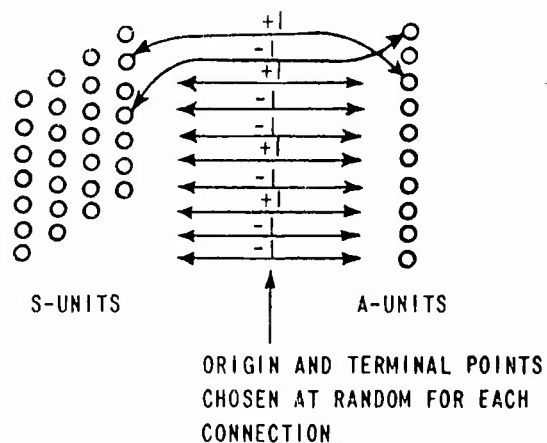 +1
-1
+1
-1
-1
+1
-1
+1
-1
-1
S-UNITS
A-UNITS
ORIGIN AND TERMINAL POINTS
CHOSEN AT RANDOM FOR EACH
CONNECTION